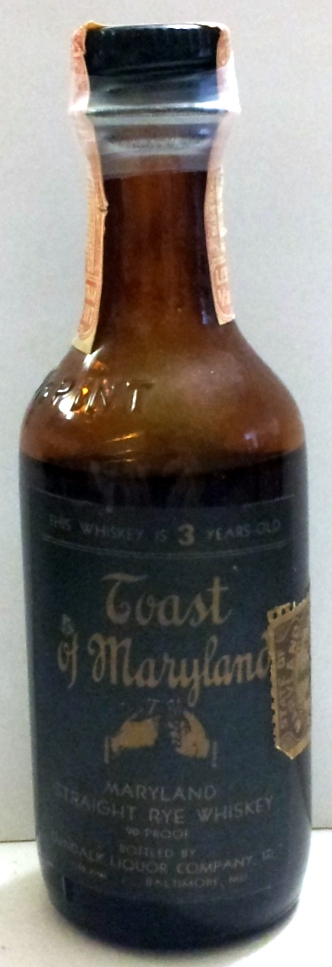 PINT
THIS WHISKEY IS 3 YEARS OLD
Toast
of Maryland
MARYLAND
STRAIGHT RYE WHISKEY
90 PROOF
BOTTLED BY
DUNDALK LIQUOR COMPANY,
BALTIMORE, MD.